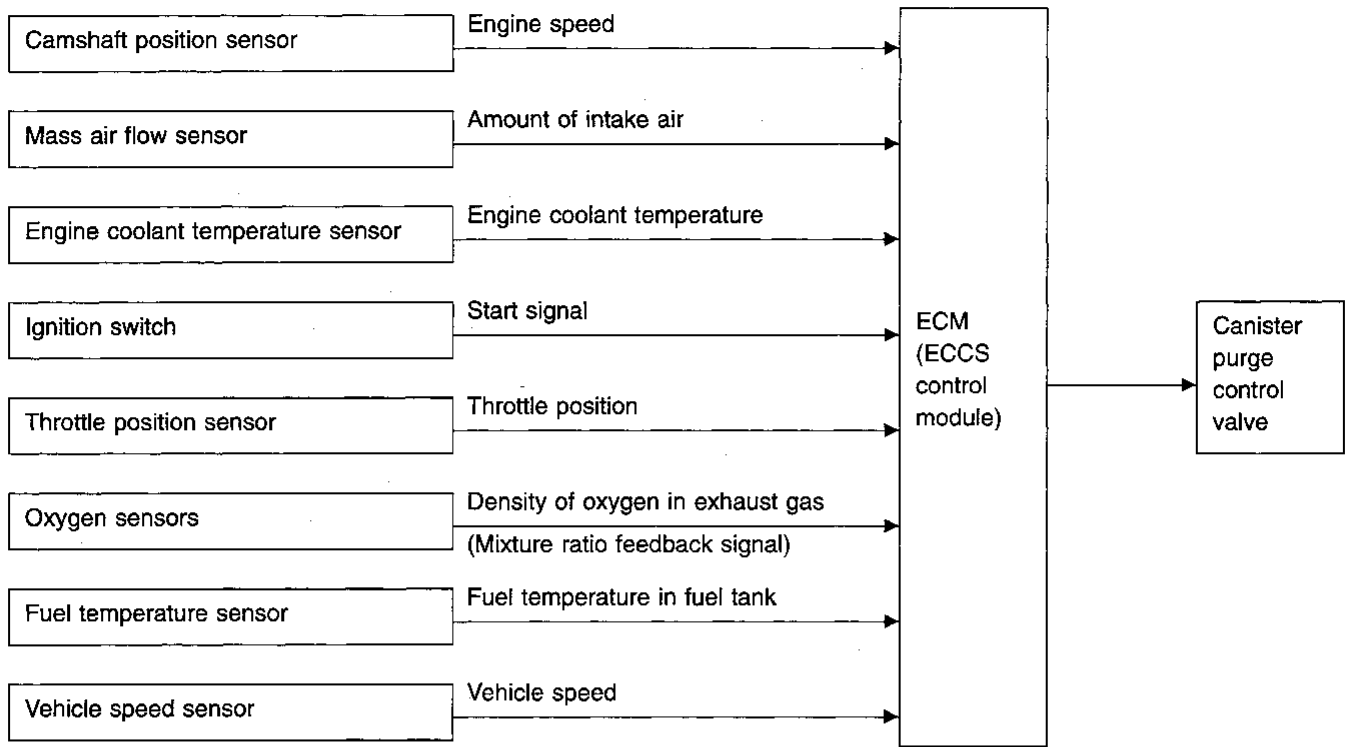 Camshaft position sensor
Engine speed
Mass air flow sensor
Amount of intake air
Engine coolant temperature sensor
Engine coolant temperature
Ignition switch
Start signal
Throttle position sensor
Throttle position
Oxygen sensors
Density of oxygen in exhaust gas
(Mixture ratio feedback signal)
Fuel temperature sensor
Fuel temperature in fuel tank
Vehicle speed sensor
Vehicle speed
ECM
(ECCS
control
module)
Canister
purge
control
valve